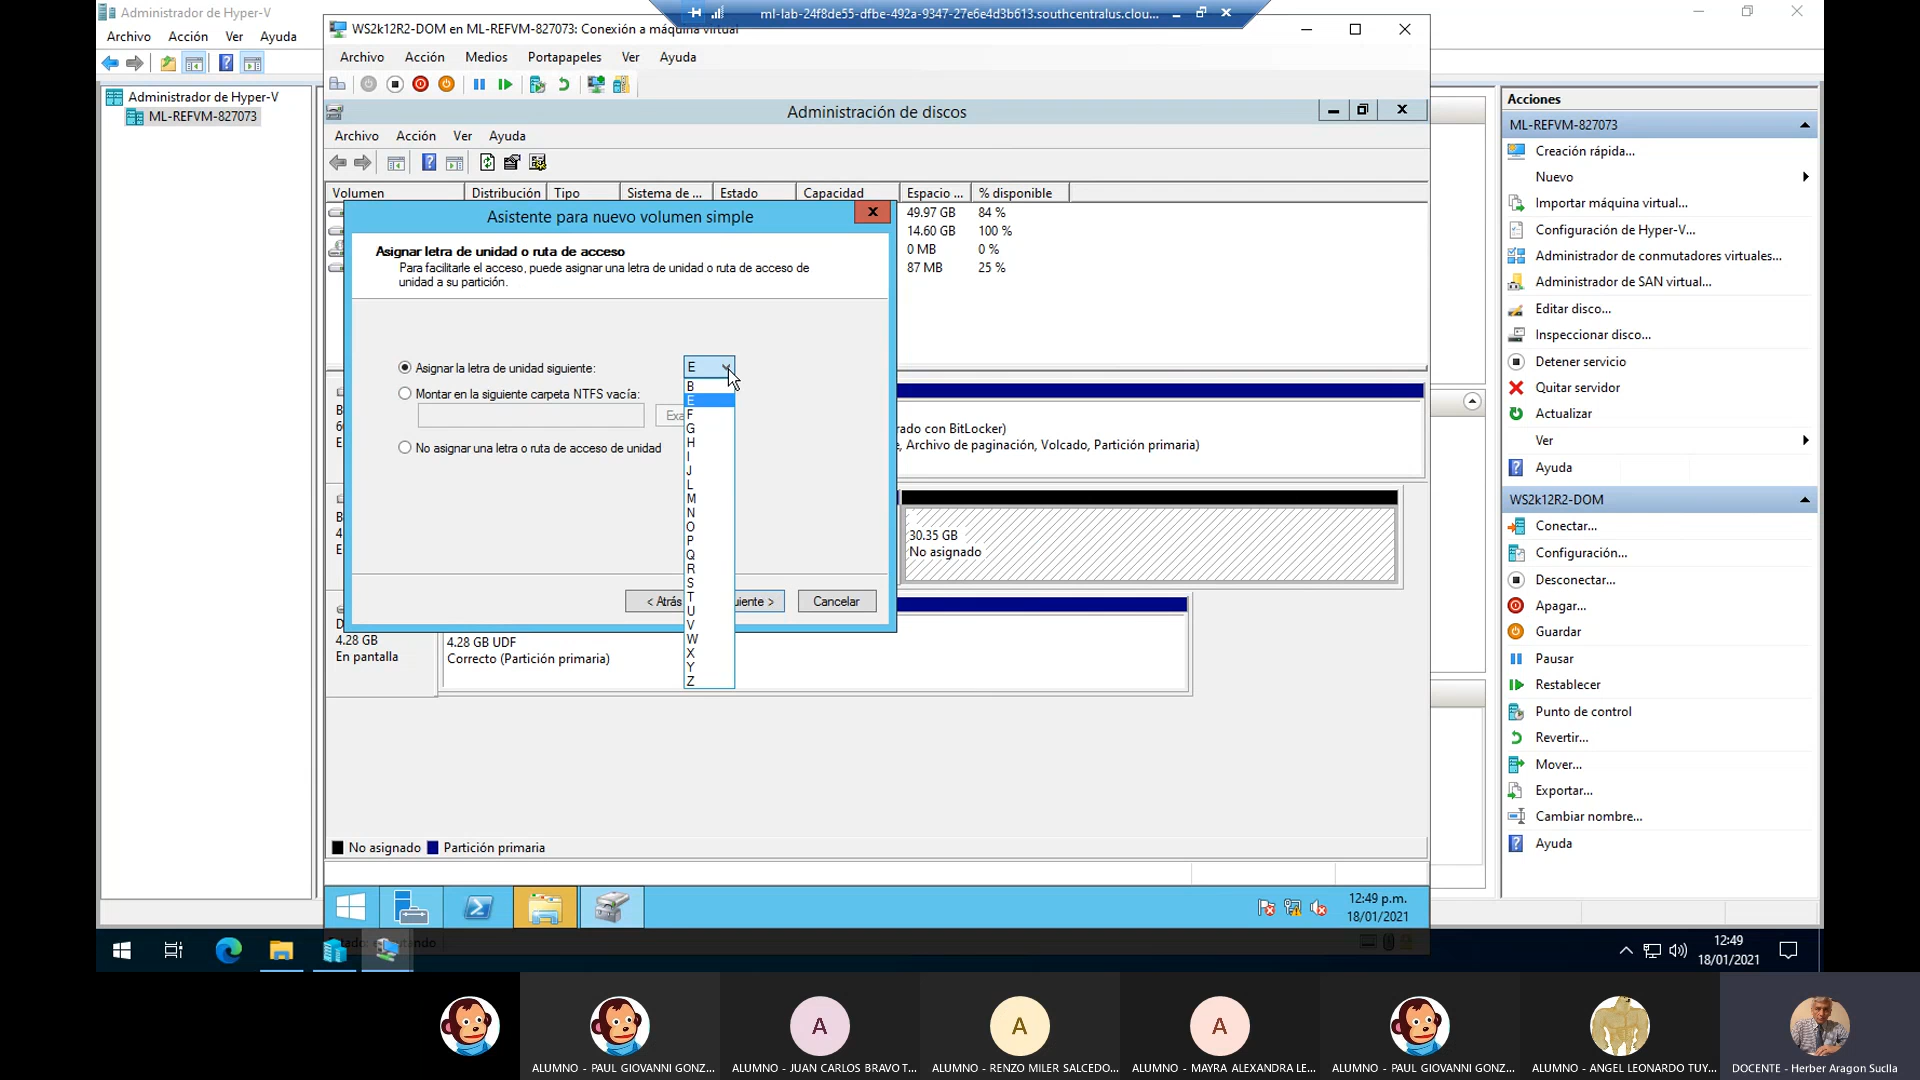 Administrador de Hyper-V
Archivo Acción Ver Ayuda
Administrador de Hyper-V
ML-REFVM-827073
ml-lab-24f8de55-dfbe-492a-9347-27e6e4d3b613.southcentralus.clou...
WS2k12R2-DOM en ML-REFVM-827073: Conexión a máquina virtual
Archivo Acción Medios Portapapeles Ver Ayuda
Administración de discos
Archivo Acción Ver Ayuda
Volumen Distribución Tipo Sistema de ... Estado Capacidad Espacio ... % disponible
49.97 GB 84 %
14.60 GB 100 %
0 MB 0 %
87 MB 25 %
Asistente para nuevo volumen simple
Asignar letra de unidad o ruta de acceso
Para facilitarle el acceso, puede asignar una letra de unidad o ruta de acceso de
unidad a su partición.
Asignar la letra de unidad siguiente:
E
Montar en la siguiente carpeta NTFS vacía:
Exa
No asignar una letra o ruta de acceso de unidad
B
E
F
G
H
I
J
L
M
N
O
P
Q
R
S
T
U
V
W
X
Y
Z
< Atrás
uiente >
Cancelar
rado con BitLocker)
, Archivo de paginación, Volcado, Partición primaria)
30.35 GB
No asignado
4.28 GB
En pantalla
4.28 GB UDF
Correcto (Partición primaria)
No asignado Partición primaria
12:49 p.m.
18/01/2021
Acciones
ML-REFVM-827073
Creación rápida...
Nuevo
Importar máquina virtual...
Configuración de Hyper-V...
Administrador de conmutadores virtuales...
Administrador de SAN virtual...
Editar disco...
Inspeccionar disco...
Detener servicio
Quitar servidor
Actualizar
Ver
Ayuda
WS2k12R2-DOM
Conectar...
Configuración...
Desconectar...
Apagar...
Guardar
Pausar
Restablecer
Punto de control
Revertir...
Mover...
Exportar...
Cambiar nombre...
Ayuda
12:49
18/01/2021
A
A
A
ALUMNO - PAUL GIOVANNI GONZ...
ALUMNO - JUAN CARLOS BRAVO T...
ALUMNO - RENZO MILER SALCEDO...
ALUMNO - MAYRA ALEXANDRA LE...
ALUMNO - PAUL GIOVANNI GONZ...
ALUMNO - ANGEL LEONARDO TUY...
DOCENTE - Herber Aragon Suclla